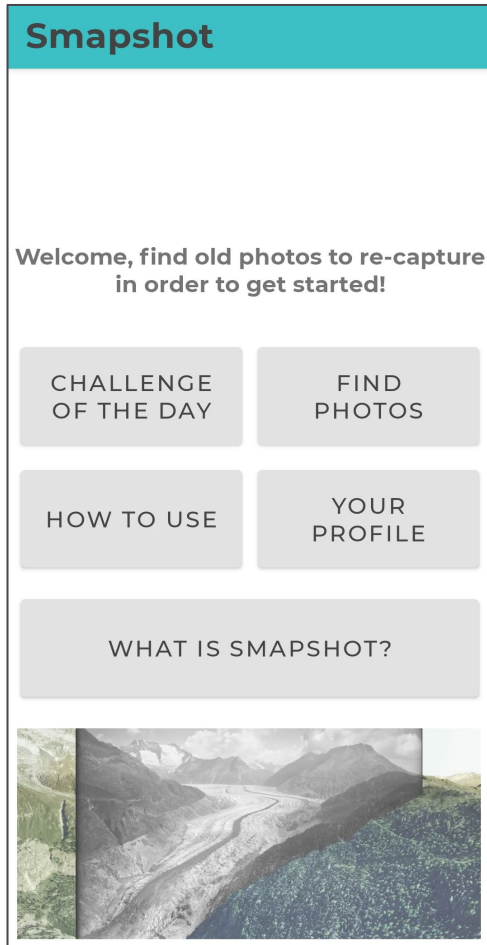 Smapshot
Welcome, find old photos to re-capture
in order to get started!
CHALLENGE
OF THE DAY
FIND
PHOTOS
HOW TO USE
YOUR
PROFILE
WHAT IS SMAPSHOT?